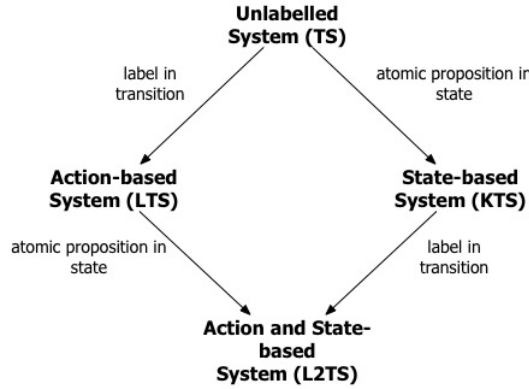 Unlabelled
System (TS)
label in
transition
atomic proposition in
state
Action-based
System (LTS)
State-based
System (KTS)
atomic proposition in
state
label in
transition
Action and State-
based
System (L2TS)